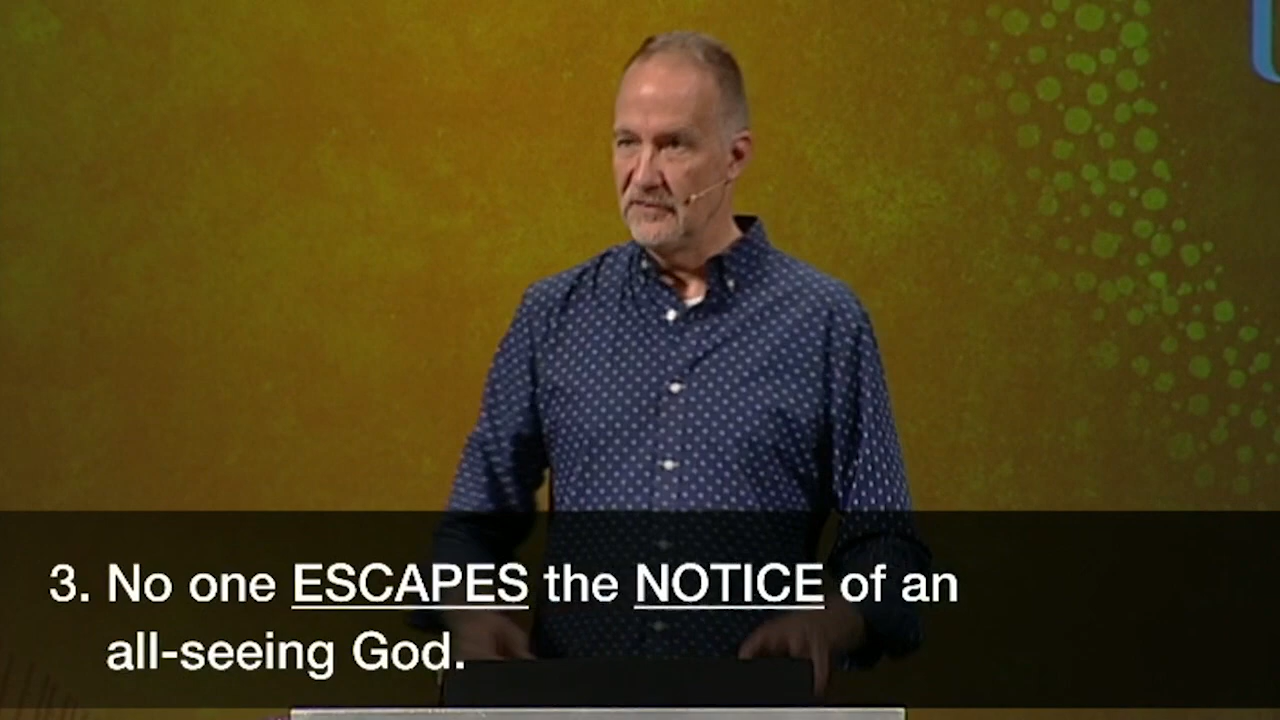 3. No one ESCAPES the NOTICE of an
all-seeing God.